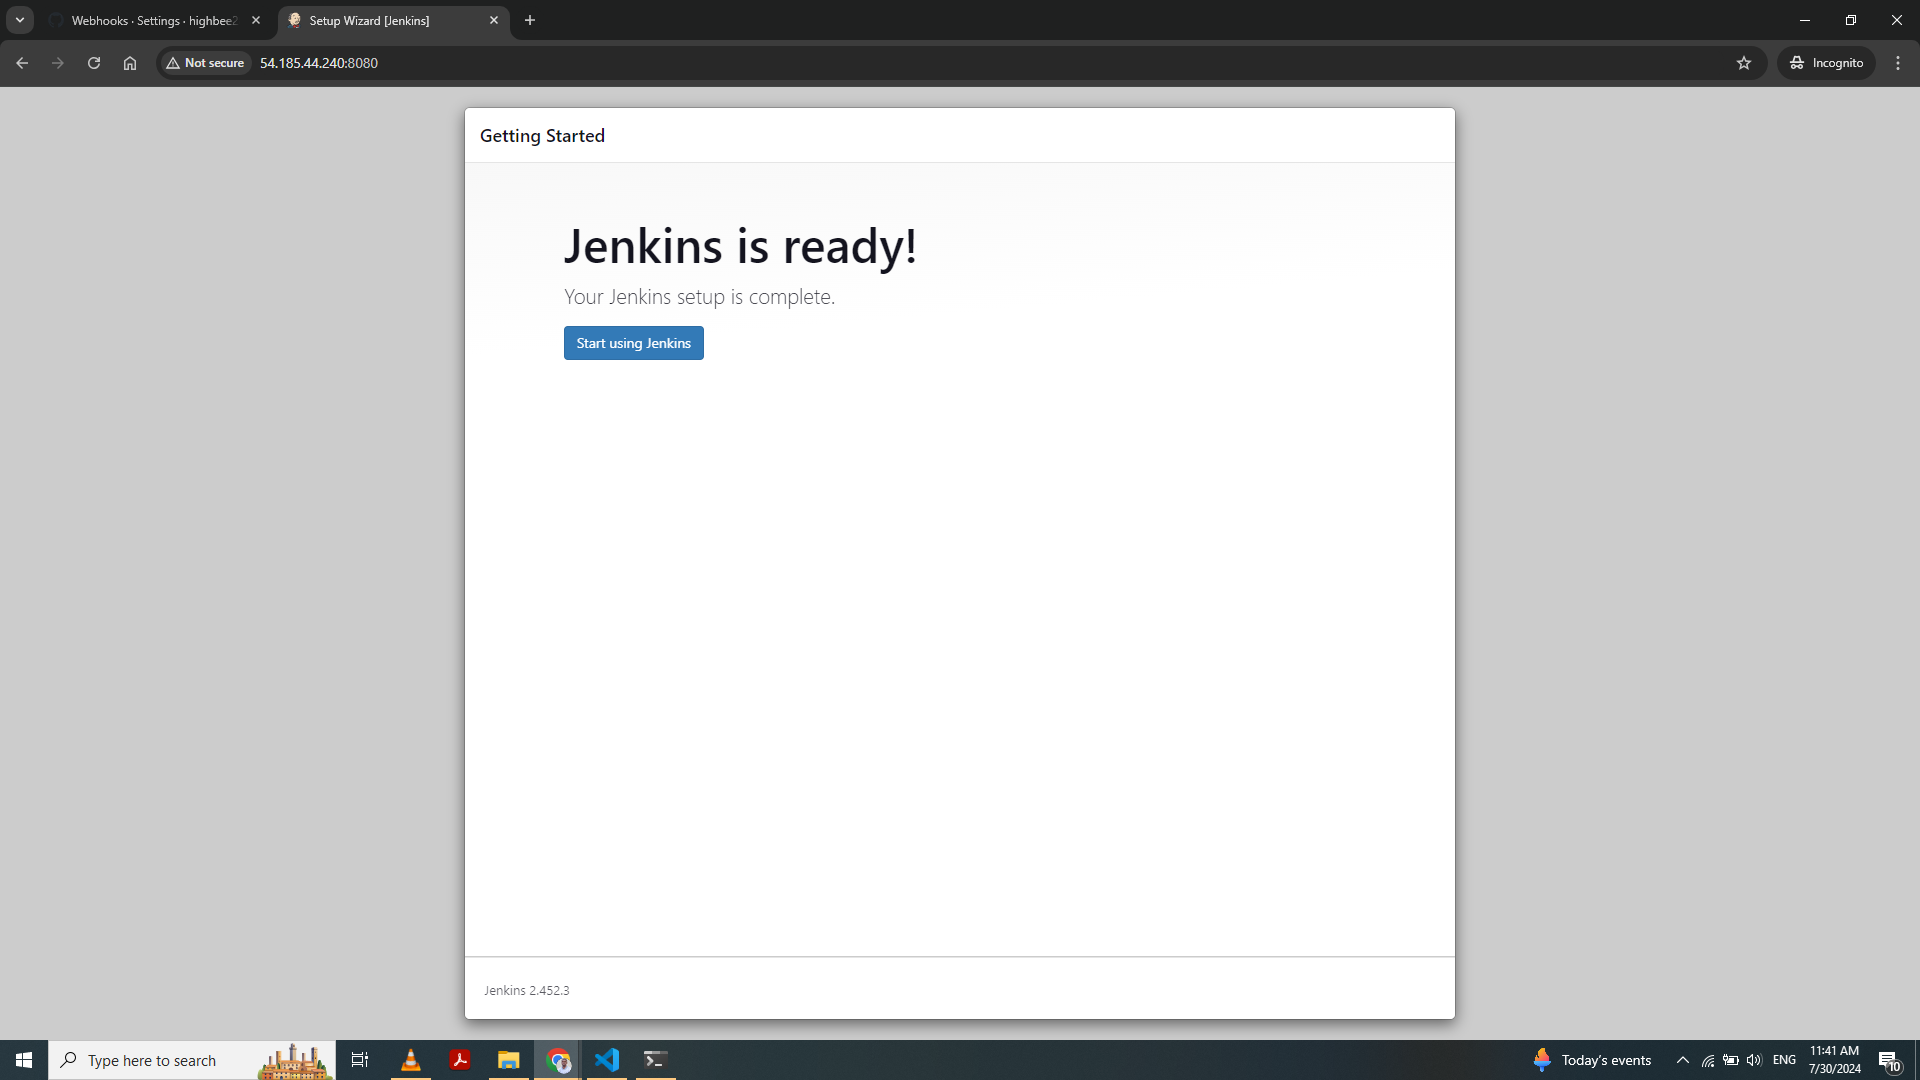 Webhooks · Settings · highbee2
Setup Wizard [Jenkins]
Not secure
54.185.44.240:8080
Incognito
Getting Started
Jenkins is ready!
Your Jenkins setup is complete.
Start using Jenkins
Jenkins 2.452.3
Type here to search
Today's events
ENG
11:41 AM
7/30/2024
10